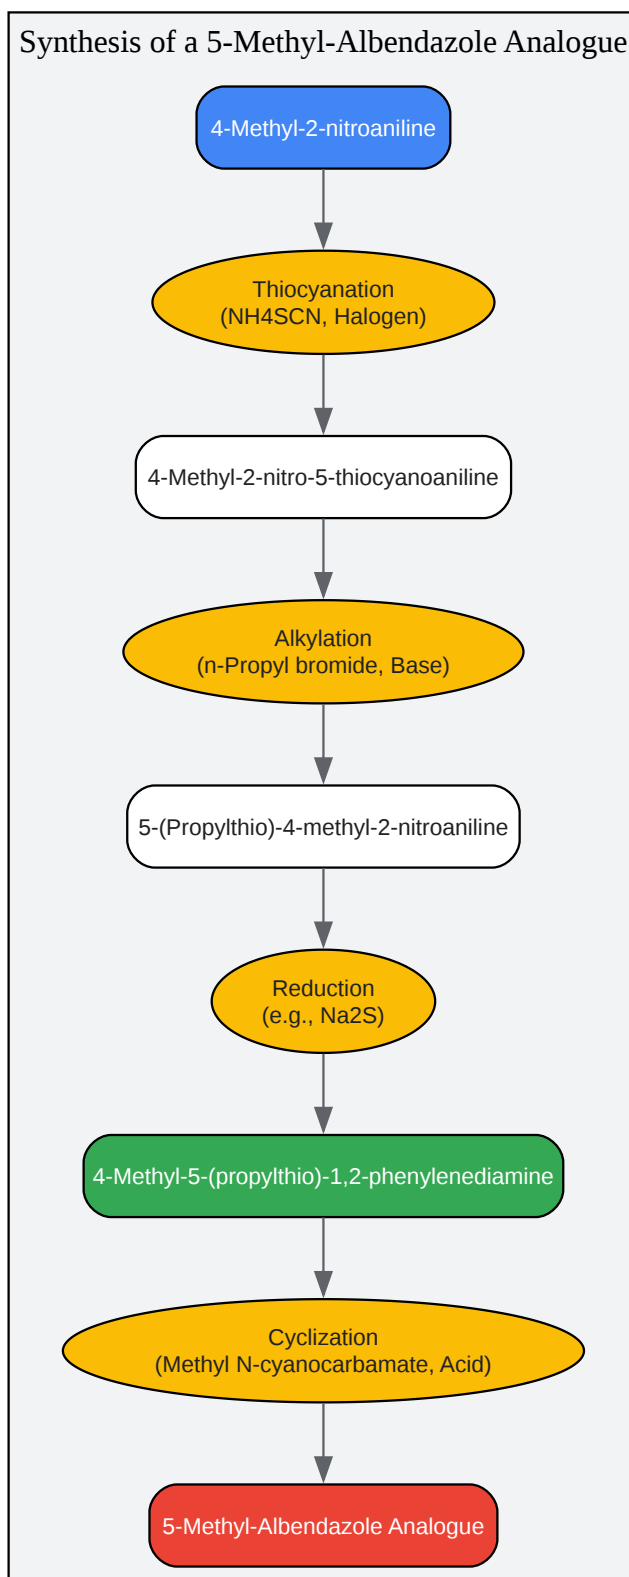 Synthesis of a 5-Methyl-Albendazole Analogue
4-Methyl-2-nitroaniline
Thiocyanation
(NH4SCN, Halogen)
4-Methyl-2-nitro-5-thiocyanoaniline
Alkylation
(n-Propyl bromide, Base)
5-(Propylthio)-4-methyl-2-nitroaniline
Reduction
(e.g., Na2S)
4-Methyl-5-(propylthio)-1,2-phenylenediamine
Cyclization
(Methyl N-cyanocarbamate, Acid)
5-Methyl-Albendazole Analogue